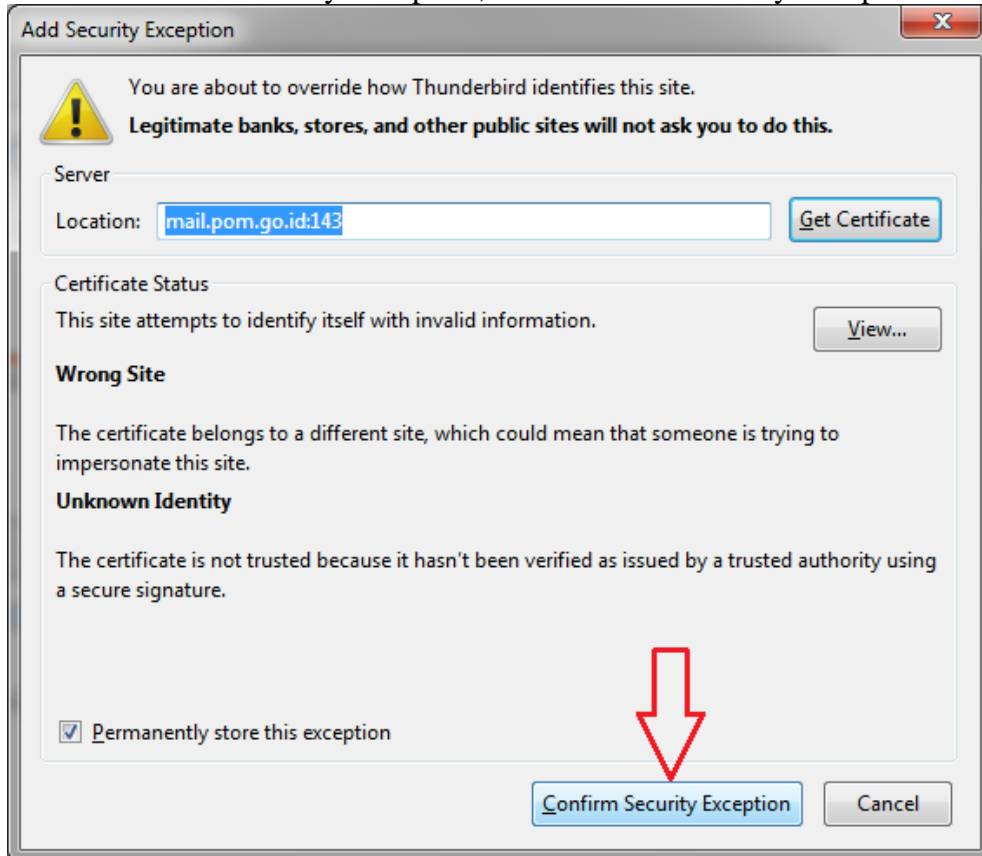 Add Security Exception
You are about to override how Thunderbird identifies this site.
Legitimate banks, stores, and other public sites will not ask you to do this.
Server
Location: mail.pom.go.id:143 Get Certificate
Certificate Status
This site attempts to identify itself with invalid information. View...
Wrong Site
The certificate belongs to a different site, which could mean that someone is trying to
impersonate this site.
Unknown Identity
The certificate is not trusted because it hasn't been verified as issued by a trusted authority using
a secure signature.
Permanently store this exception
Confirm Security Exception Cancel